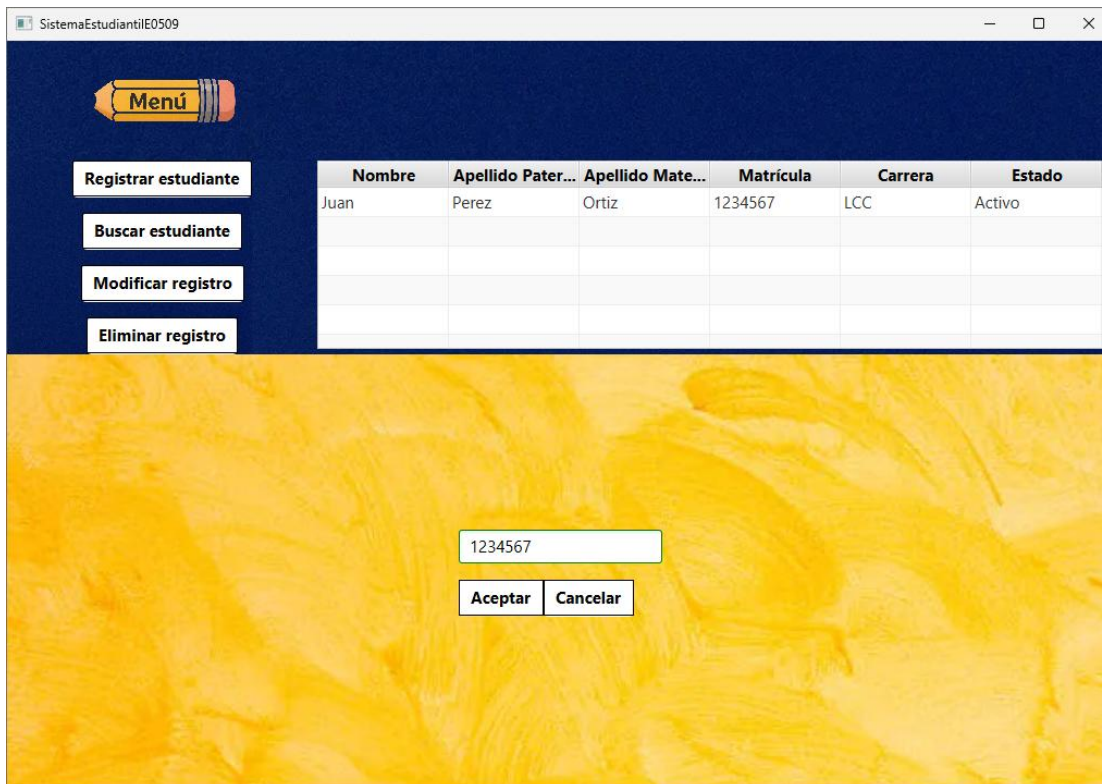 SistemaEstudiantilE0509
Menú
Registrar estudiante
Buscar estudiante
Modificar registro
Eliminar registro
Nombre Apellido Pater... Apellido Mate... Matrícula Carrera Estado
Juan Perez Ortiz 1234567 LCC Activo
1234567
Aceptar Cancelar